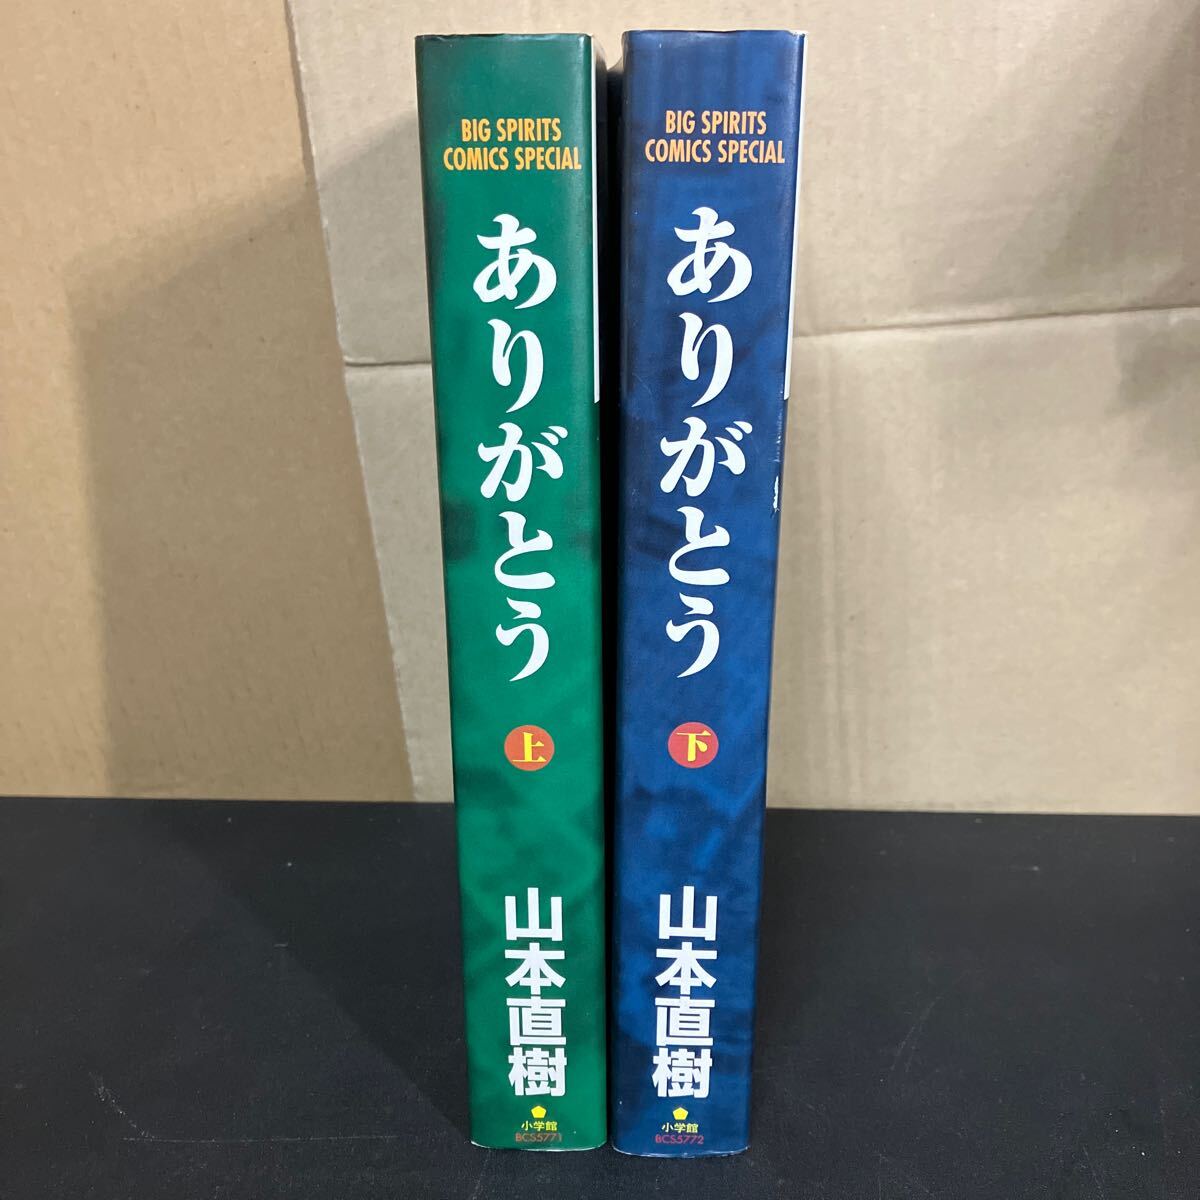 BIG SPIRITS
COMICS SPECIAL
ありがとう
上
山本直樹
小学館
BCS5771
BIG SPIRITS
COMICS SPECIAL
ありがとう
下
山本直樹
小学館
BCS5772